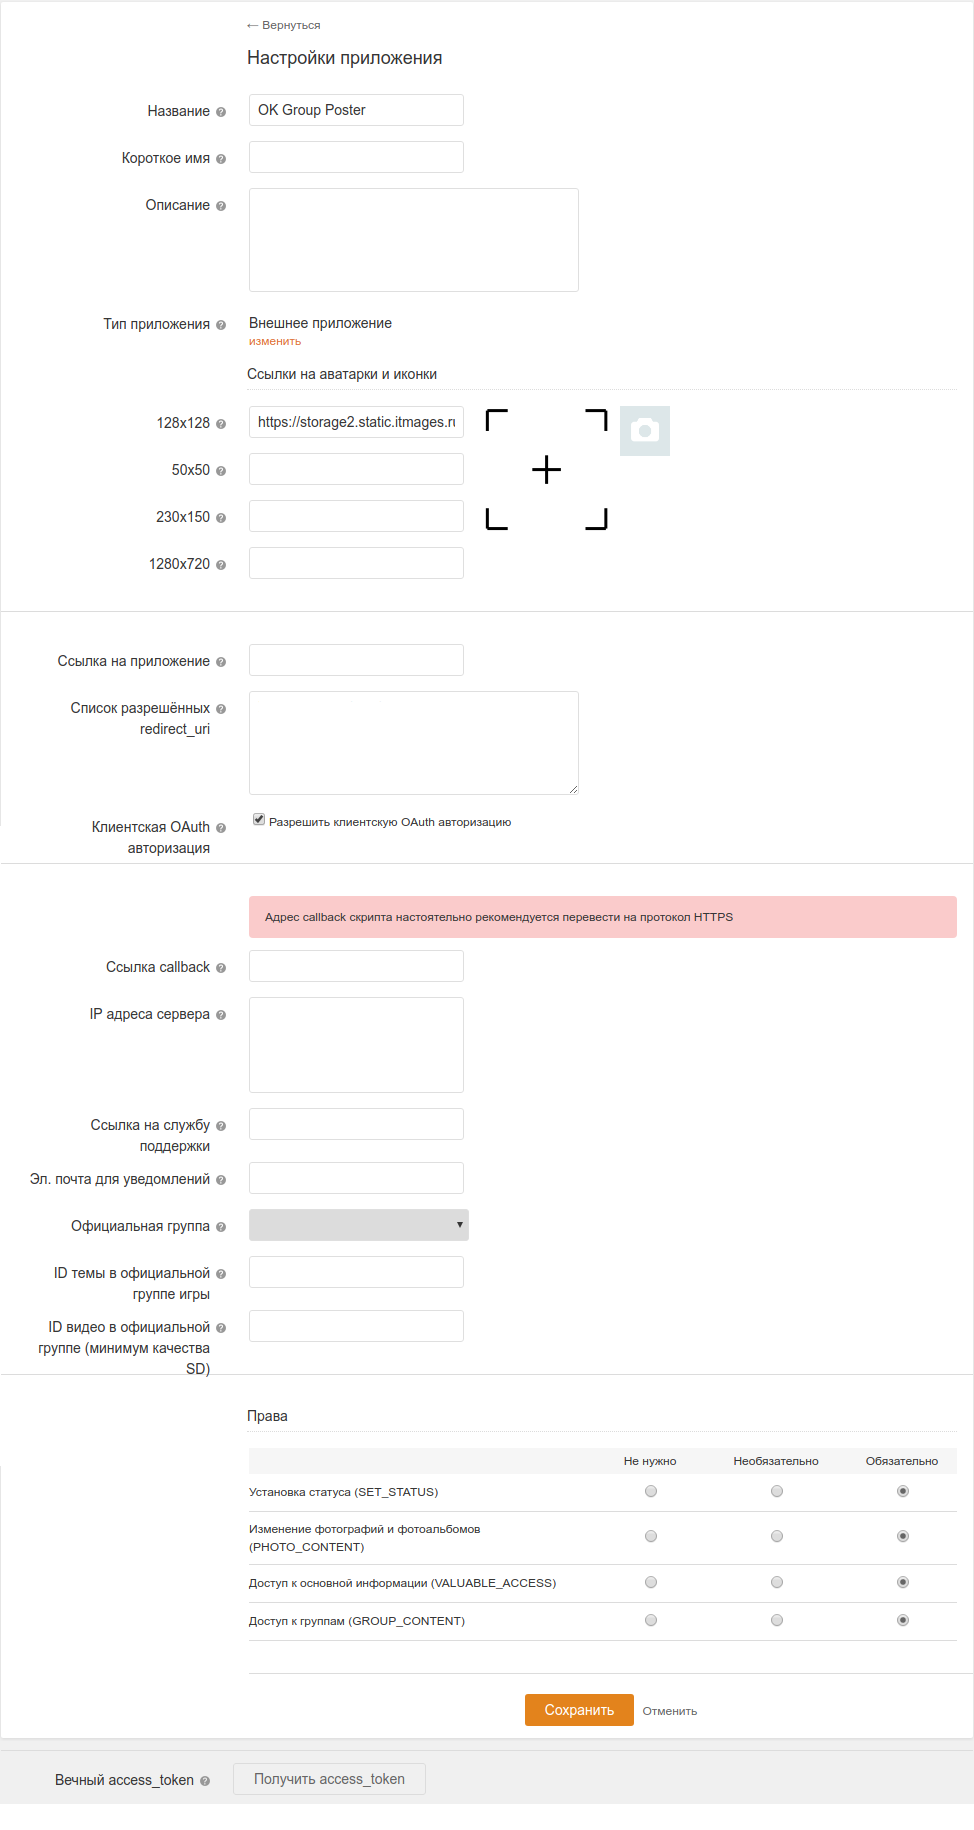 ← Вернуться
Настройки приложения
Название
OK Group Poster
Короткое имя
Описание
Тип приложения
Внешнее приложение
изменить
Ссылки на аватарки и иконки
128x128
https://storage2.static.itmages.ru
50x50
230x150
1280x720
Ссылка на приложение
Список разрешённых
redirect_uri
Клиентская OAuth
авторизация
Разрешить клиентскую OAuth авторизацию
Адрес callback скрипта настоятельно рекомендуется перевести на протокол HTTPS
Ссылка callback
IP адреса сервера
Ссылка на службу
поддержки
Эл. почта для уведомлений
Официальная группа
ID темы в официальной
группе игры
ID видео в официальной
группе (минимум качества
SD)
Права
Не нужно Необязательно Обязательно
Установка статуса (SET_STATUS)
Изменение фотографий и фотоальбомов
(PHOTO_CONTENT)
Доступ к основной информации (VALUABLE_ACCESS)
Доступ к группам (GROUP_CONTENT)
Сохранить Отменить
Вечный access_token
Получить access_token